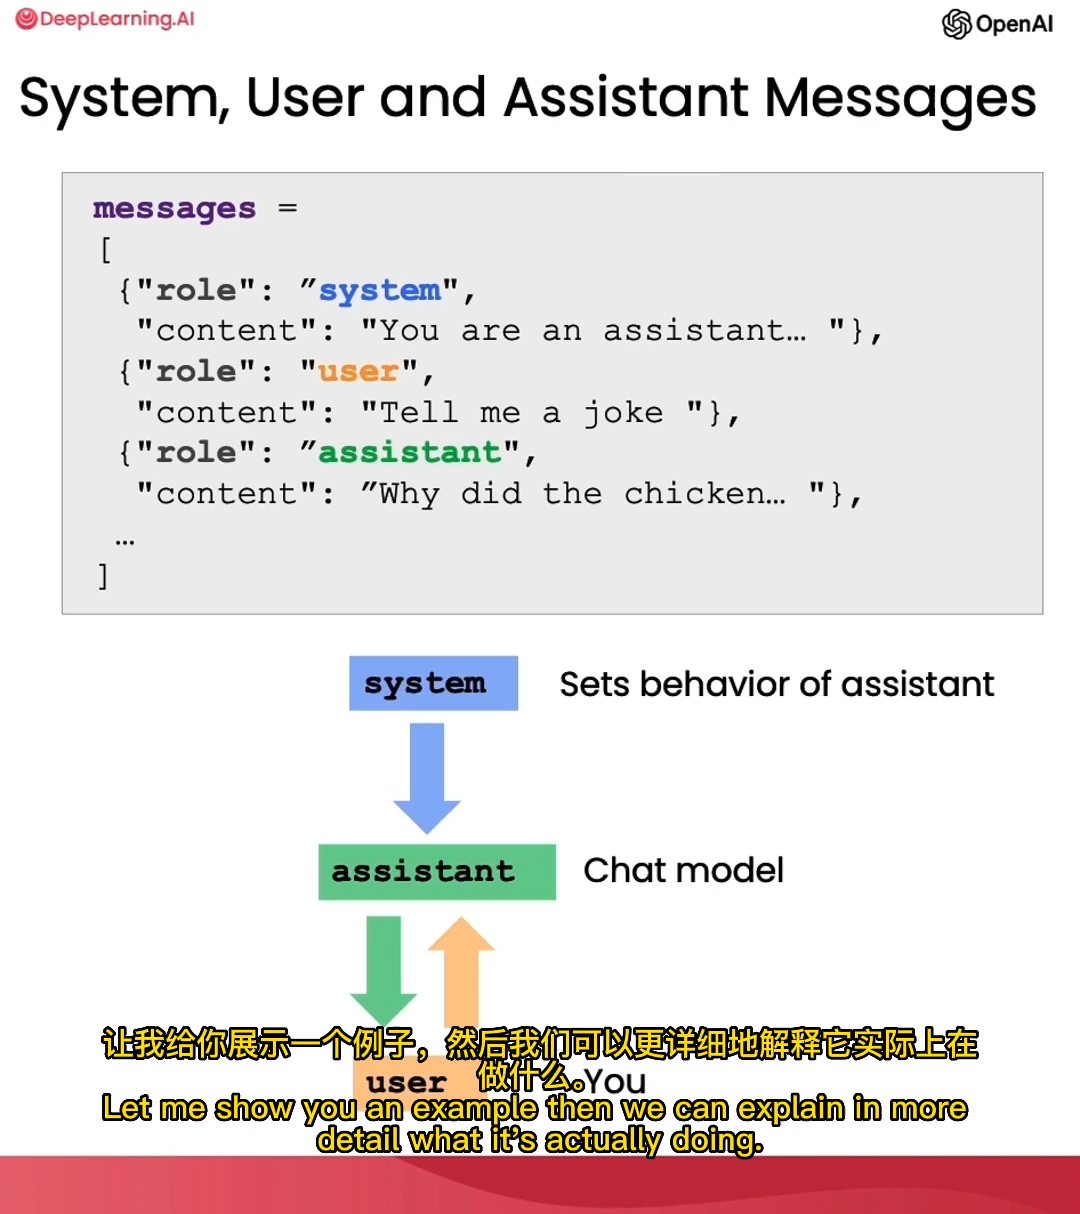 DeepLearning.AI
OpenAI
System, User and Assistant Messages
messages =
[
{"role": ”system",
"content": "You are an assistant… "},
{"role": "user",
"content": "Tell me a joke "},
{"role": ”assistant",
"content": ”Why did the chicken… "},
…
]
system
Sets behavior of assistant
assistant
Chat model
让我给你展示一个例子，然后我们可以更详细地解释它实际上在
做什么。
user
You
Let me show you an example then we can explain in more
detail what it’s actually doing.